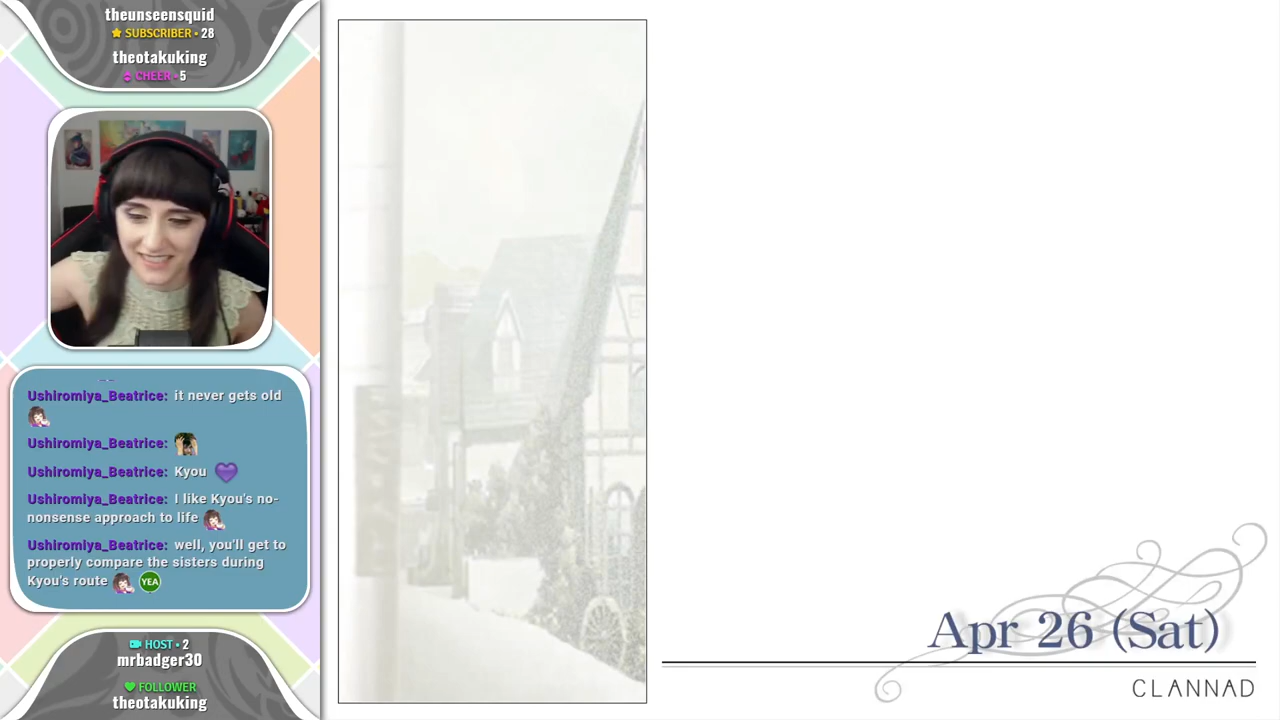 theunseensquid
SUBSCRIBER • 28
theotakuking
CHEER • 5
Ushiromiya_Beatrice: it never gets old
Ushiromiya_Beatrice:
Ushiromiya_Beatrice: Kyou
Ushiromiya_Beatrice: I like Kyou's no-
nonsense approach to life
Ushiromiya_Beatrice: well, you'll get to
properly compare the sisters during
Kyou's route YEA
HOST • 2
mrbadger30
FOLLOWER
theotakuking
Apr 26 (Sat)
CLANNAD